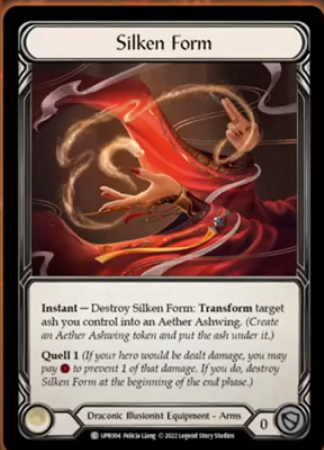 Silken Form
Instant — Destroy Silken Form: Transform target
ash you control into an Aether Ashwing. (Create
an Aether Ashwing token and put the ash under it.)
Quell 1 (If your hero would be dealt damage, you may
pay to prevent 1 of that damage. If you do, destroy
Silken Form at the beginning of the end phase.)
Draconic Illusionist Equipment - Arms
0
C UPR004 Felicia Liang © 2022 Legend Story Studios